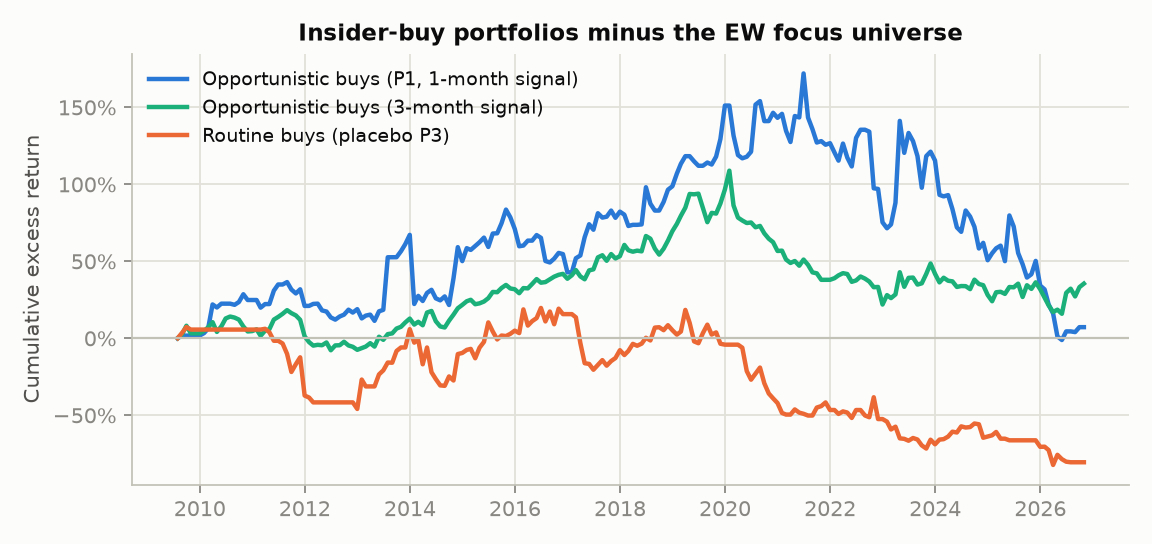 Insider-buy portfolios minus the EW focus universe
Opportunistic buys (P1, 1-month signal)
Opportunistic buys (3-month signal)
Routine buys (placebo P3)
Cumulative excess return
150%
100%
50%
0%
−50%
2010 2012 2014 2016 2018 2020 2022 2024 2026